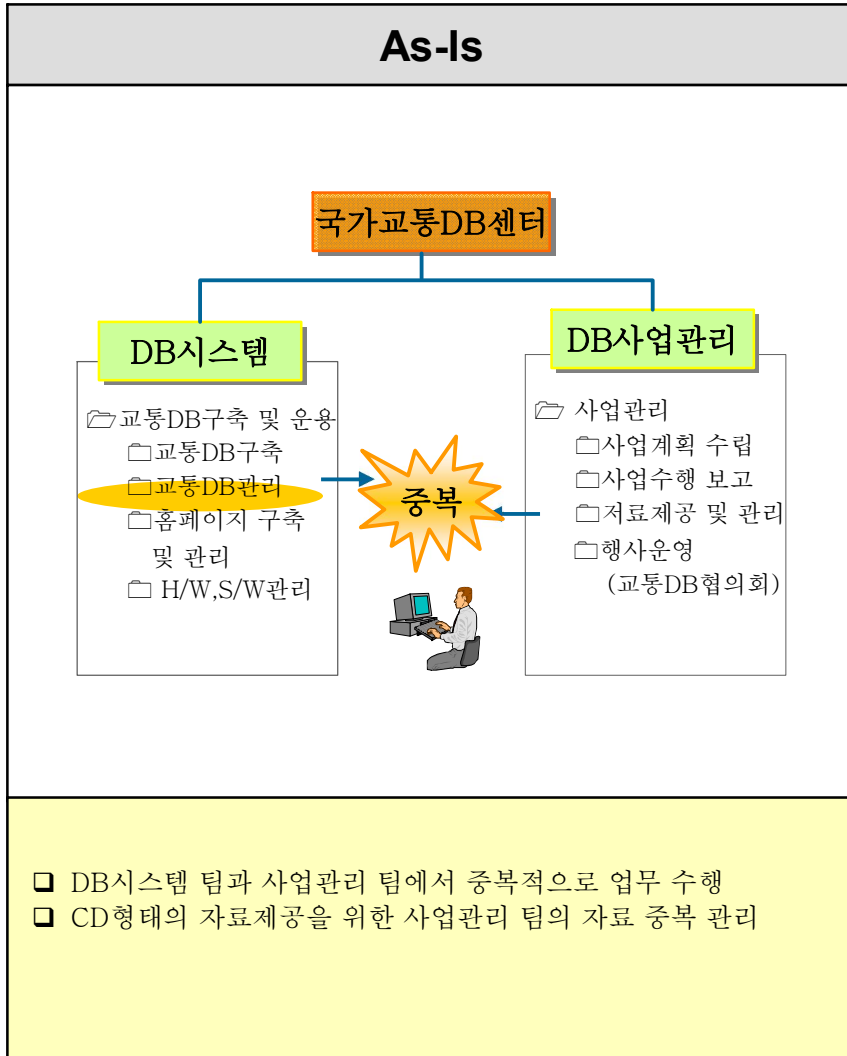 As-Is
국가교통DB센터
DB시스템
교통DB구축 및 운용
교통DB구축
교통DB관리
홈페이지 구축
및 관리
H/W,S/W관리
중복
DB사업관리
사업관리
사업계획 수립
사업수행 보고
저료제공 및 관리
행사운영
(교통DB협의회)
DB시스템 팀과 사업관리 팀에서 중복적으로 업무 수행
CD형태의 자료제공을 위한 사업관리 팀의 자료 중복 관리